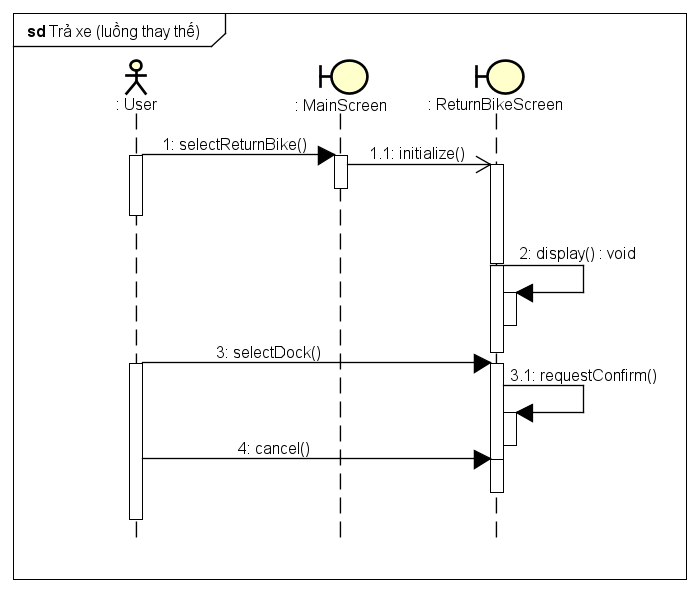 sd Trả xe (luồng thay thế)
: User
: MainScreen
: ReturnBikeScreen
1: selectReturnBike()
1.1: initialize()
2: display() : void
3: selectDock()
3.1: requestConfirm()
4: cancel()